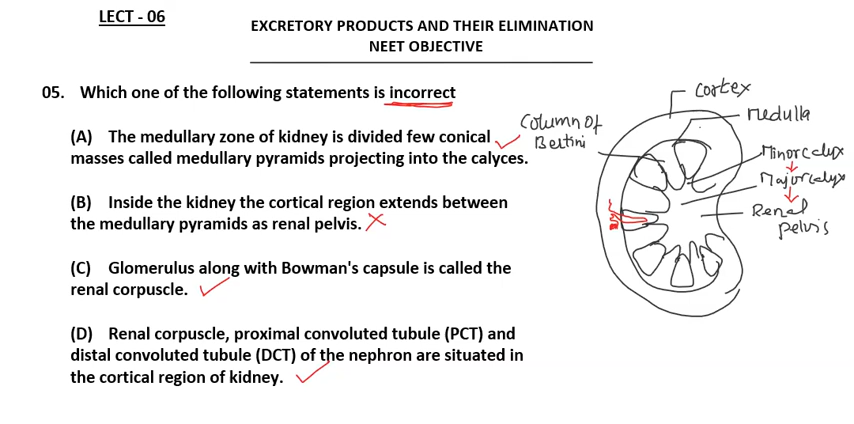 LECT - 06
EXCRETORY PRODUCTS AND THEIR ELIMINATION
NEET OBJECTIVE
05. Which one of the following statements is incorrect
(A) The medullary zone of kidney is divided few conical
masses called medullary pyramids projecting into the calyces.
(B) Inside the kidney the cortical region extends between
the medullary pyramids as renal pelvis.
(C) Glomerulus along with Bowman's capsule is called the
renal corpuscle.
(D) Renal corpuscle, proximal convoluted tubule (PCT) and
distal convoluted tubule (DCT) of the nephron are situated in
the cortical region of kidney.
Cortex
Medulla
Column of
Bertini
Minor calyx
Major calyx
Renal
pelvis